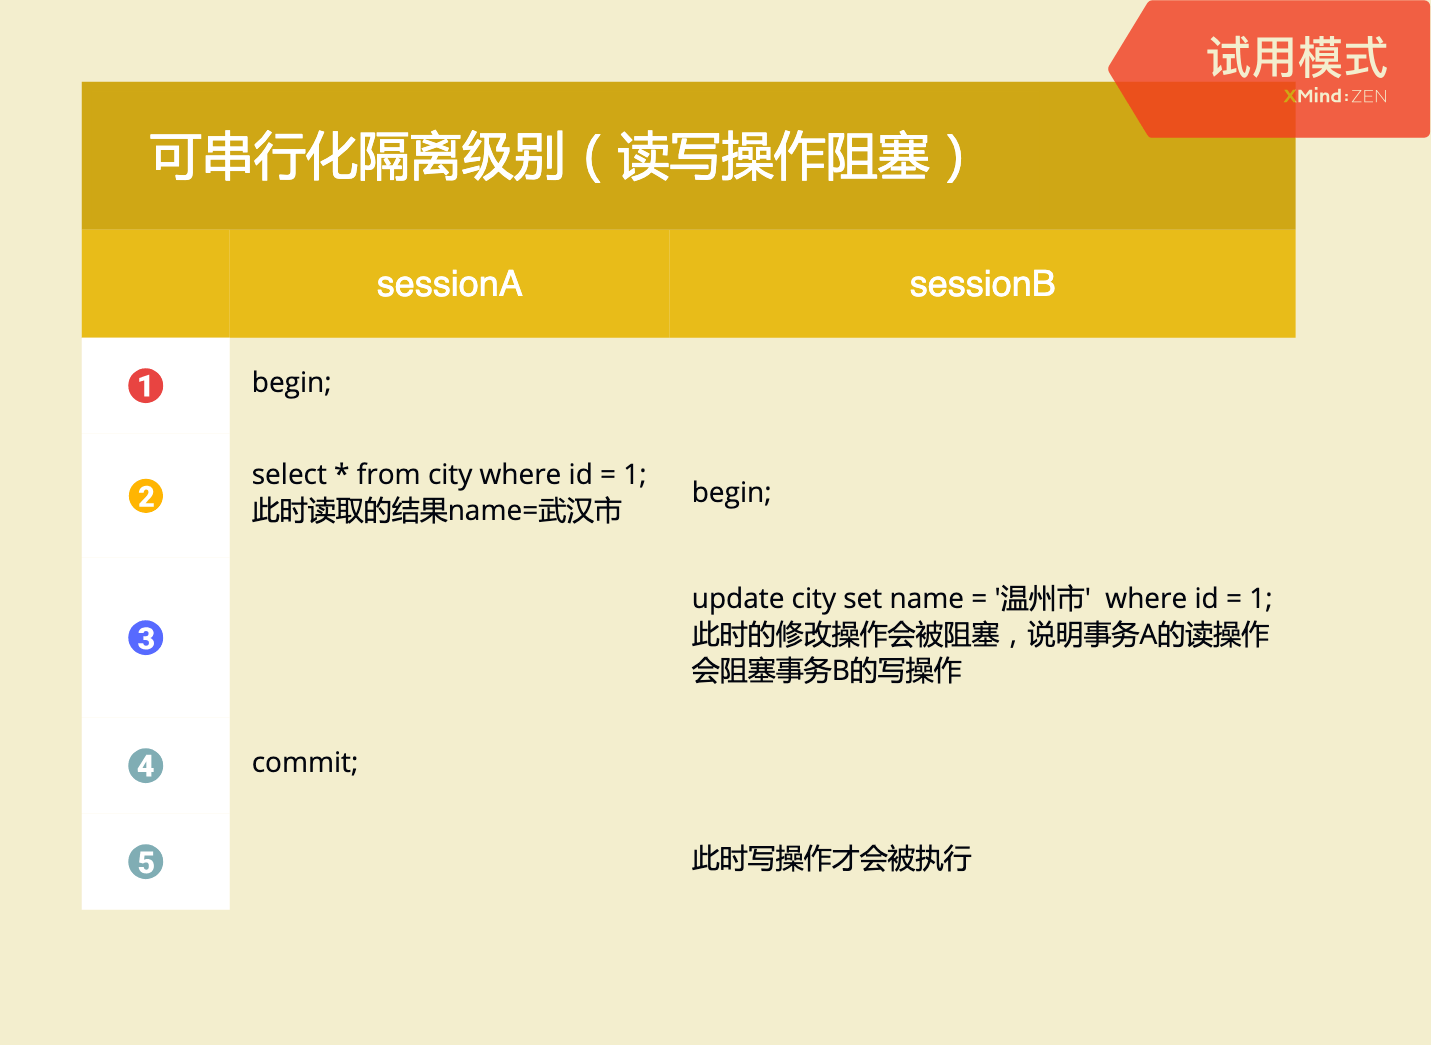 试用模式
XMind:ZEN
可串行化隔离级别（读写操作阻塞）
sessionA
sessionB
1
begin;
2
select * from city where id = 1;
此时读取的结果name=武汉市
begin;
3
update city set name = '温州市'  where id = 1;
此时的修改操作会被阻塞，说明事务A的读操作
会阻塞事务B的写操作
4
commit;
5
此时写操作才会被执行